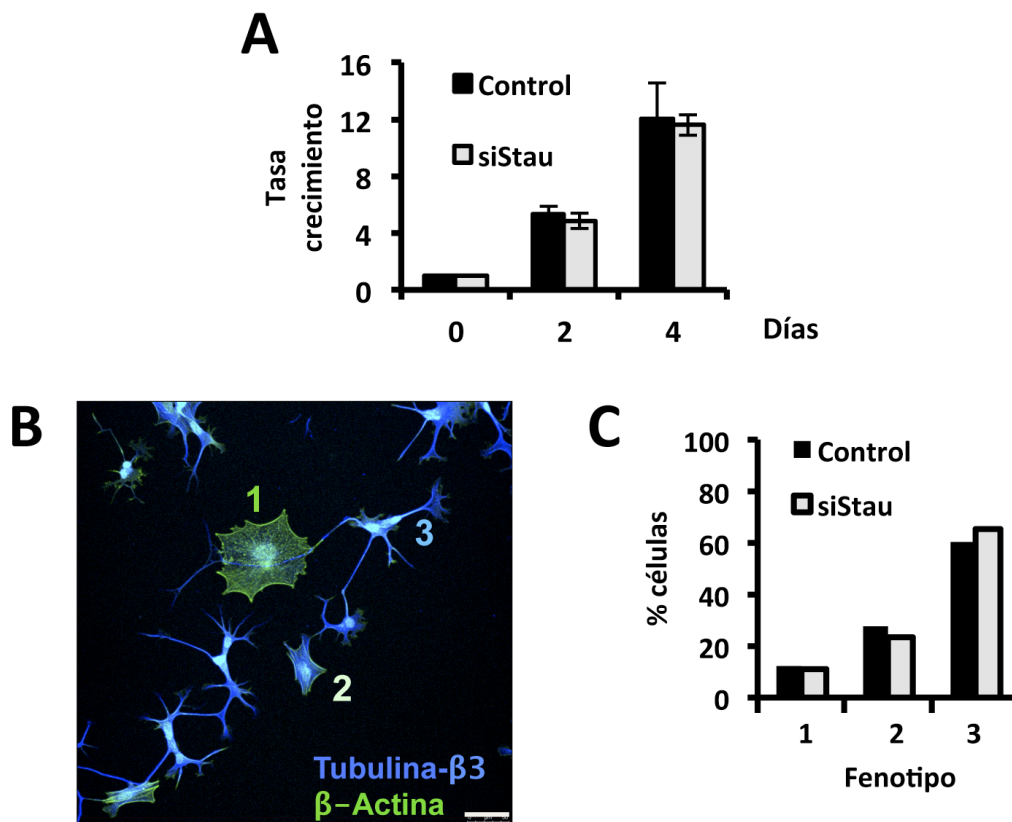 A
Tasa
crecimiento
16
12
8
4
0
Control
siStau
0 2 4 Días
B
1
3
2
Tubulina-β3
β–Actina
C
% células
100
80
60
40
20
0
Control
siStau
1 2 3
Fenotipo